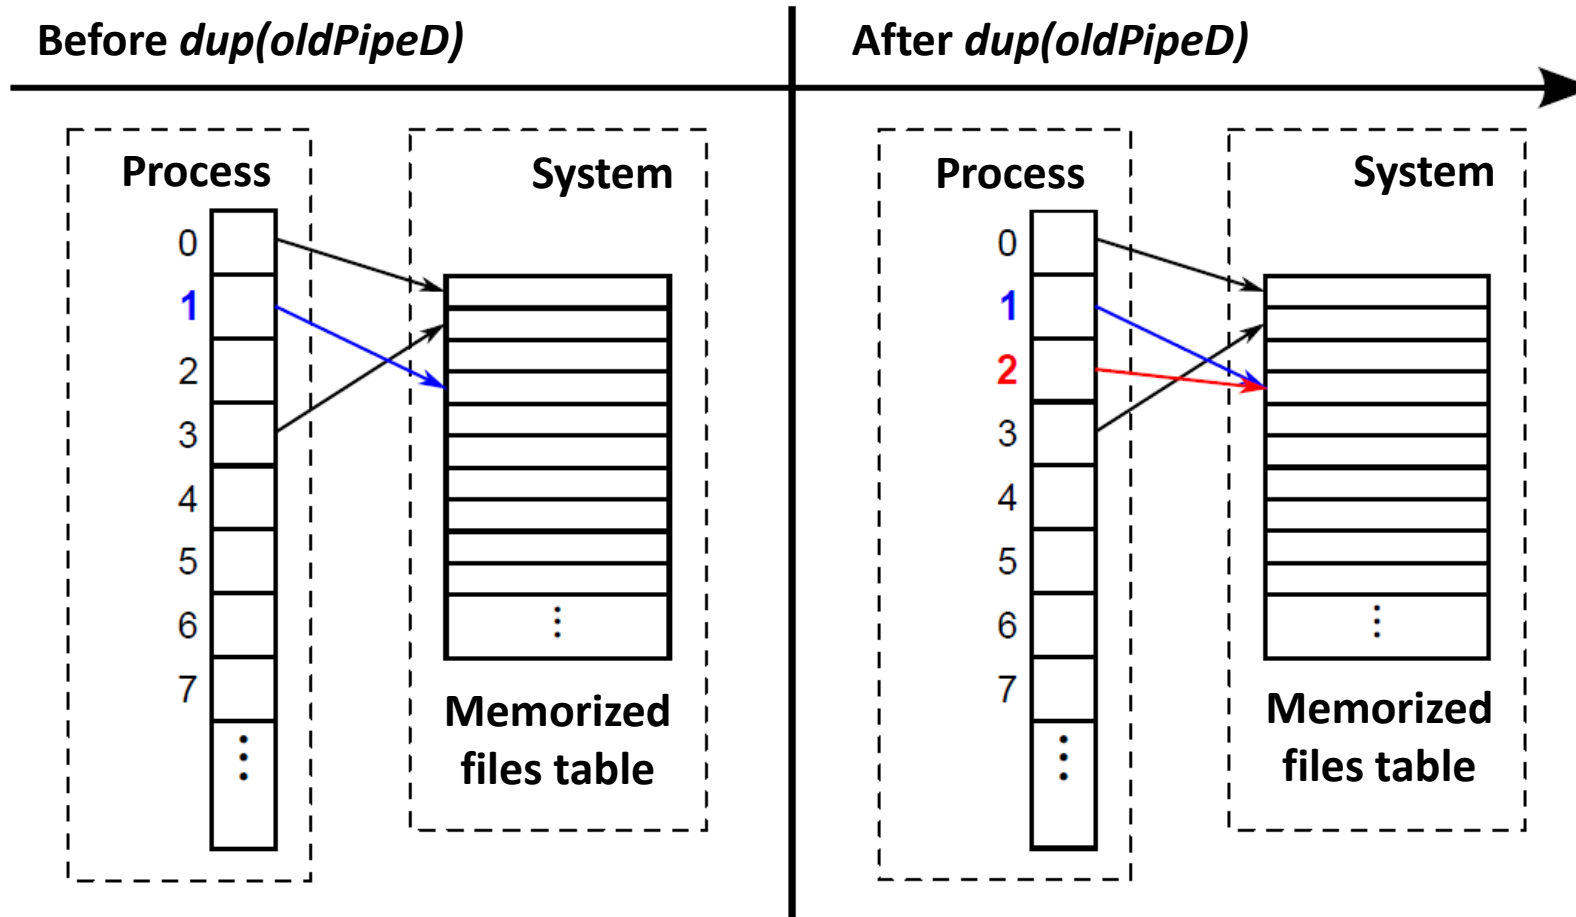 Before dup(oldPipeD)
Process
System
0
1
2
3
4
5
6
7
⋮
⋮
Memorized
files table
After dup(oldPipeD)
Process
System
0
1
2
3
4
5
6
7
⋮
⋮
Memorized
files table